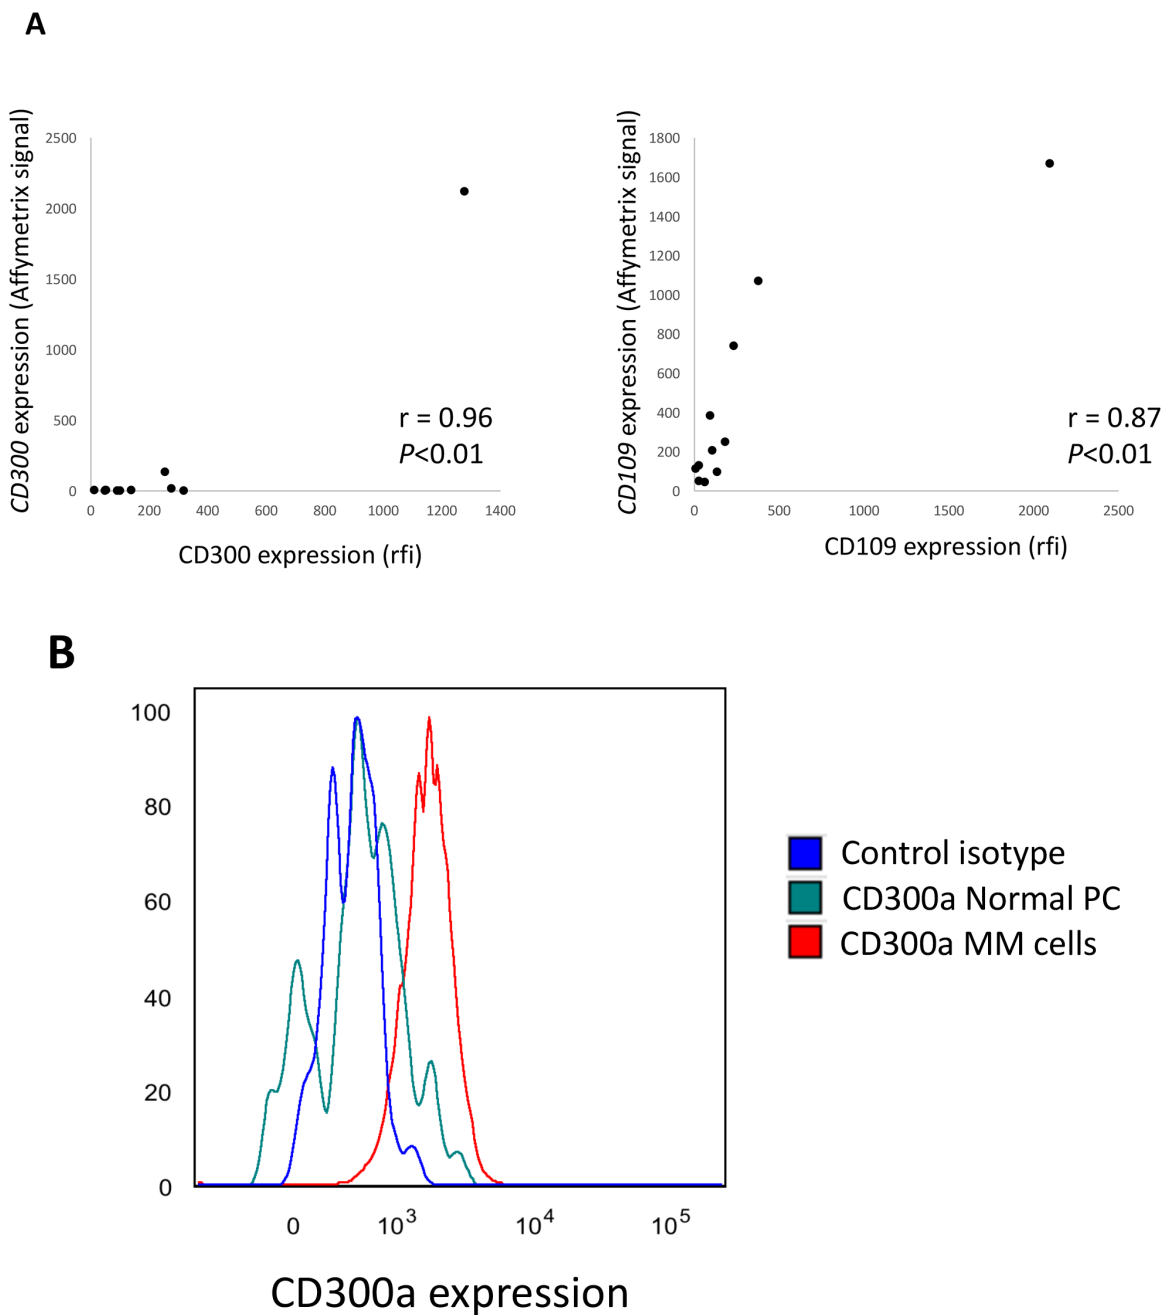 A
CD300 expression (Affymetrix signal)
2500
2000
1500
1000
500
0
0 200 400 600 800 1000 1200 1400
r = 0.96
P<0.01
CD300 expression (rfi)
CD109 expression (Affymetrix signal)
1800
1600
1400
1200
1000
800
600
400
200
0
0 500 1000 1500 2000 2500
r = 0.87
P<0.01
CD109 expression (rfi)
B
100
80
60
40
20
0
0 10³ 10⁴ 10⁵
CD300a expression
Control isotype
CD300a Normal PC
CD300a MM cells